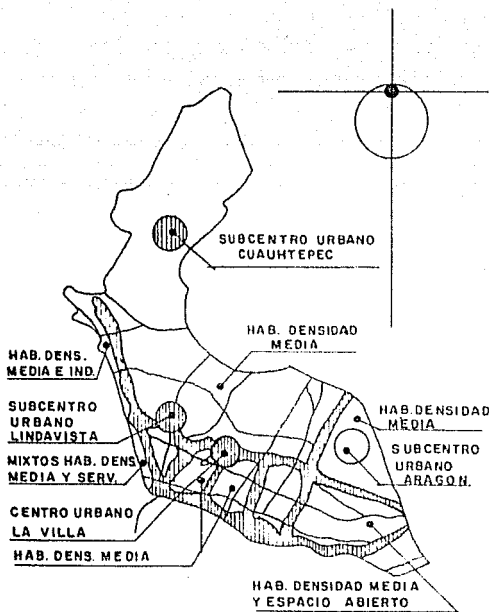 SUBCENTRO URBANO
CUAUHTEPEC
HAB. DENSIDAD
MEDIA
HAB. DENS.
MEDIA E IND.
SUBCENTRO
URBANO
LINDAVISTA
HAB. DENSIDAD
MEDIA
SUBCENTRO
URBANO
ARAGON.
MIXTOS HAB. DENS.
MEDIA Y SERV.
CENTRO URBANO
LA VILLA
HAB. DENS. MEDIA
HAB. DENSIDAD MEDIA
Y ESPACIO ABIERTO